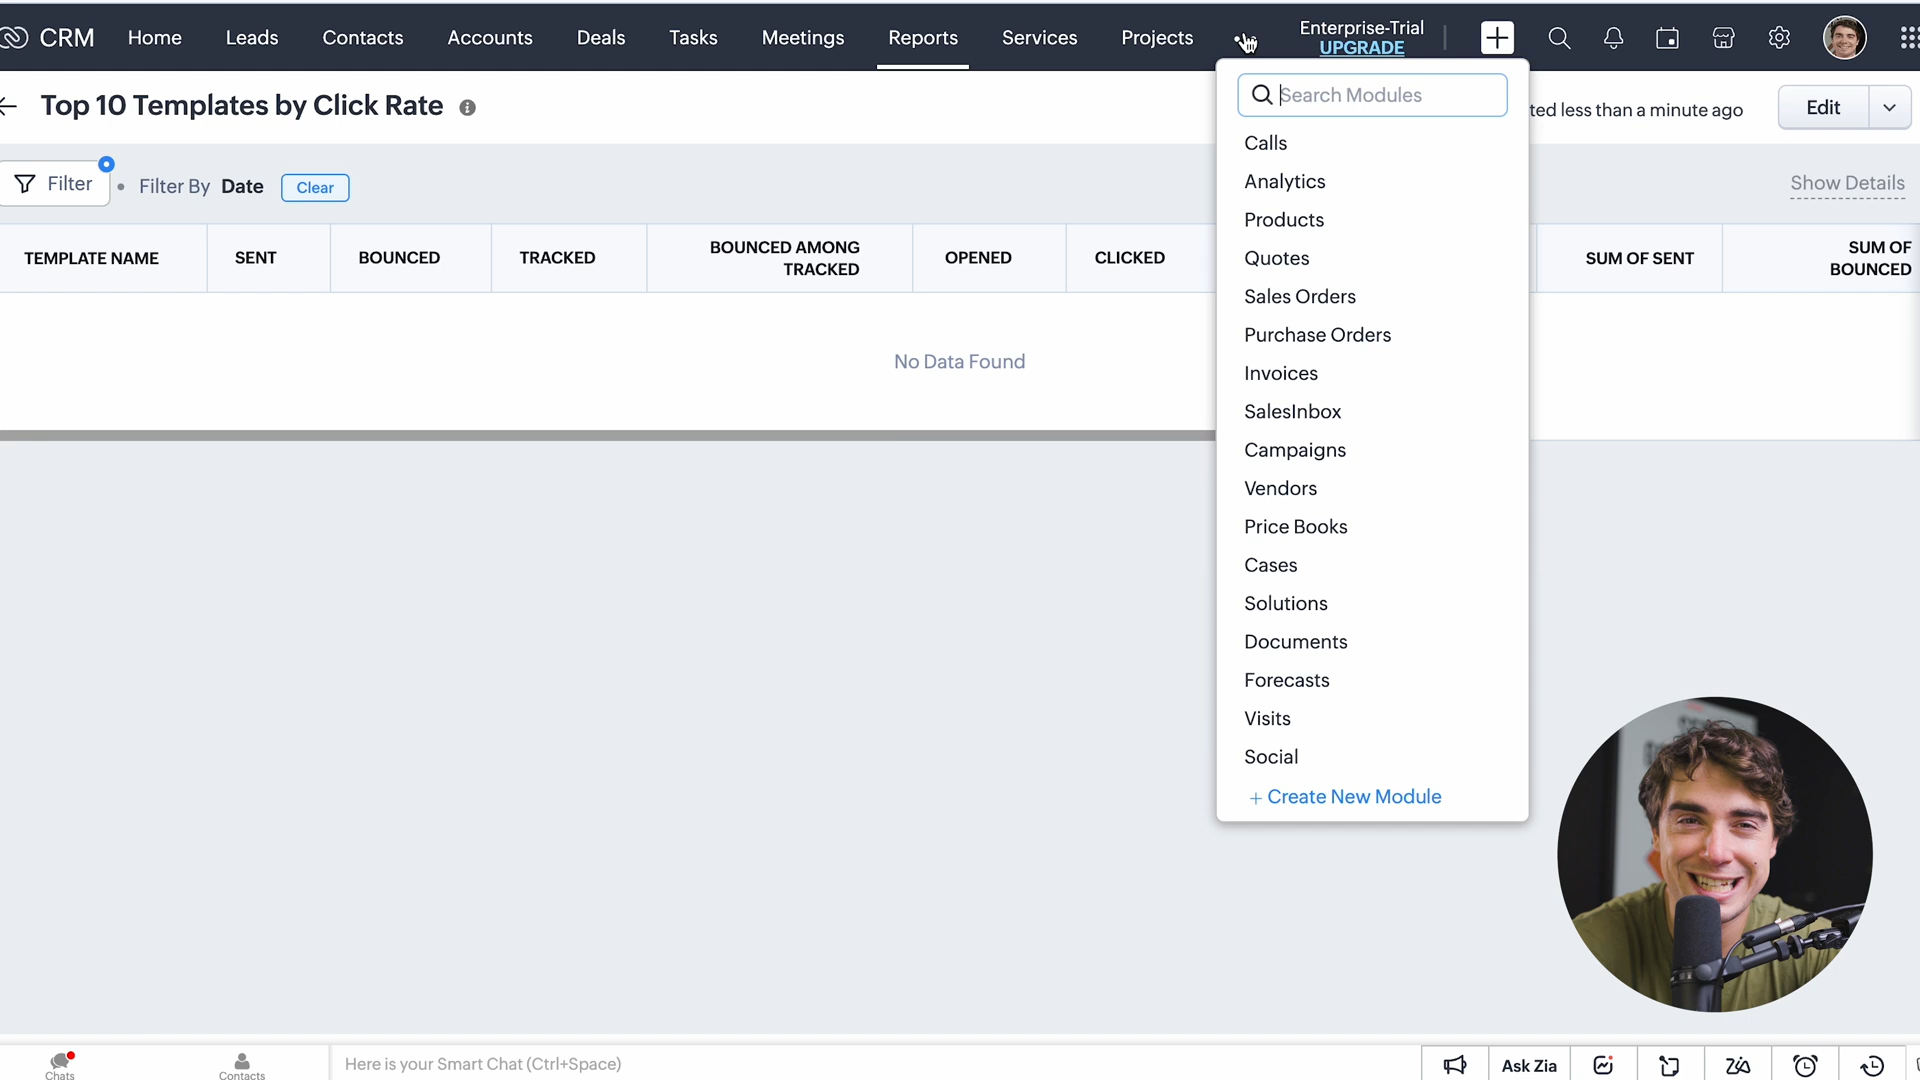 CRM
Home
Leads
Contacts
Accounts
Deals
Tasks
Meetings
Reports
Services
Projects
Enterprise-Trial
UPGRADE
Top 10 Templates by Click Rate
ted less than a minute ago
Edit
Search Modules
Filter
Filter By Date
Clear
Show Details
TEMPLATE NAME
SENT
BOUNCED
TRACKED
BOUNCED AMONG
TRACKED
OPENED
CLICKED
SUM OF SENT
SUM OF
BOUNCED
No Data Found
Calls
Analytics
Products
Quotes
Sales Orders
Purchase Orders
Invoices
SalesInbox
Campaigns
Vendors
Price Books
Cases
Solutions
Documents
Forecasts
Visits
Social
+ Create New Module
Chats
Contacts
Here is your Smart Chat (Ctrl+Space)
Ask Zia